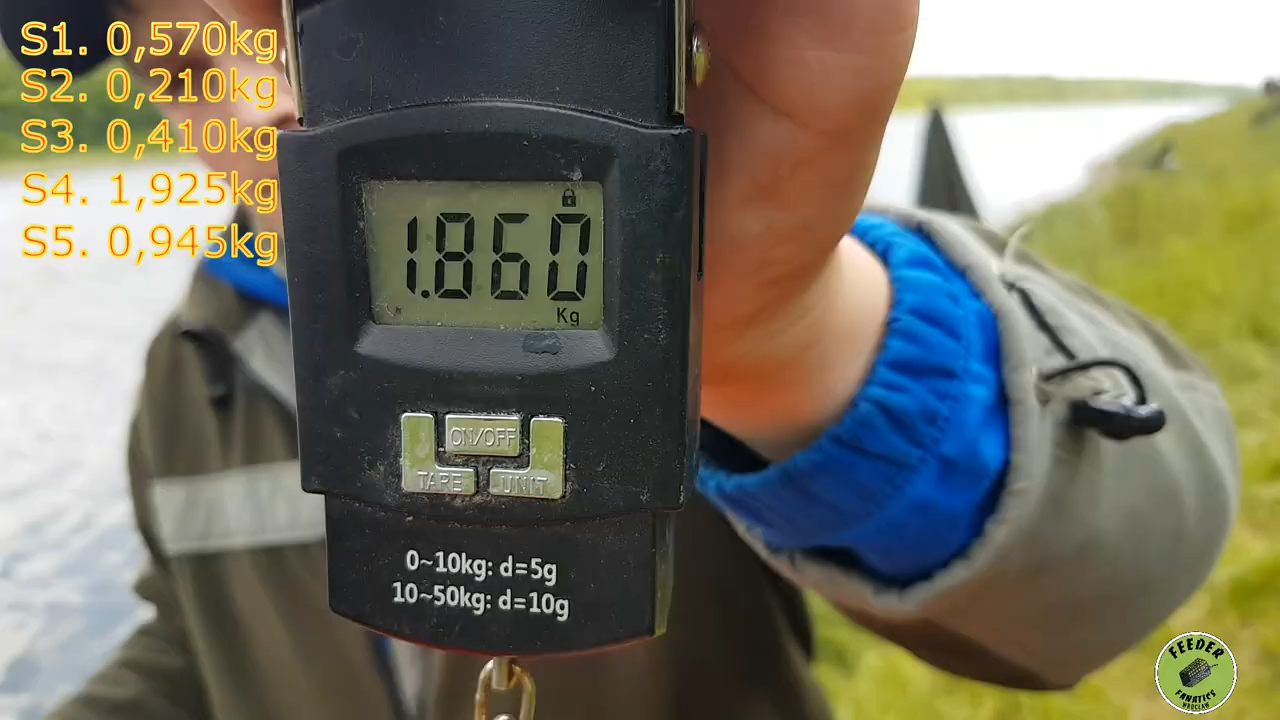 S1. 0,570kg
S2. 0,210kg
S3. 0,410kg
S4. 1,925kg
S5. 0,945kg
1.860
Kg
ON/OFF
TARE UNIT
0~10kg: d=5g
10~50kg: d=10g
FEEDER
FANATICS
WROCŁAW